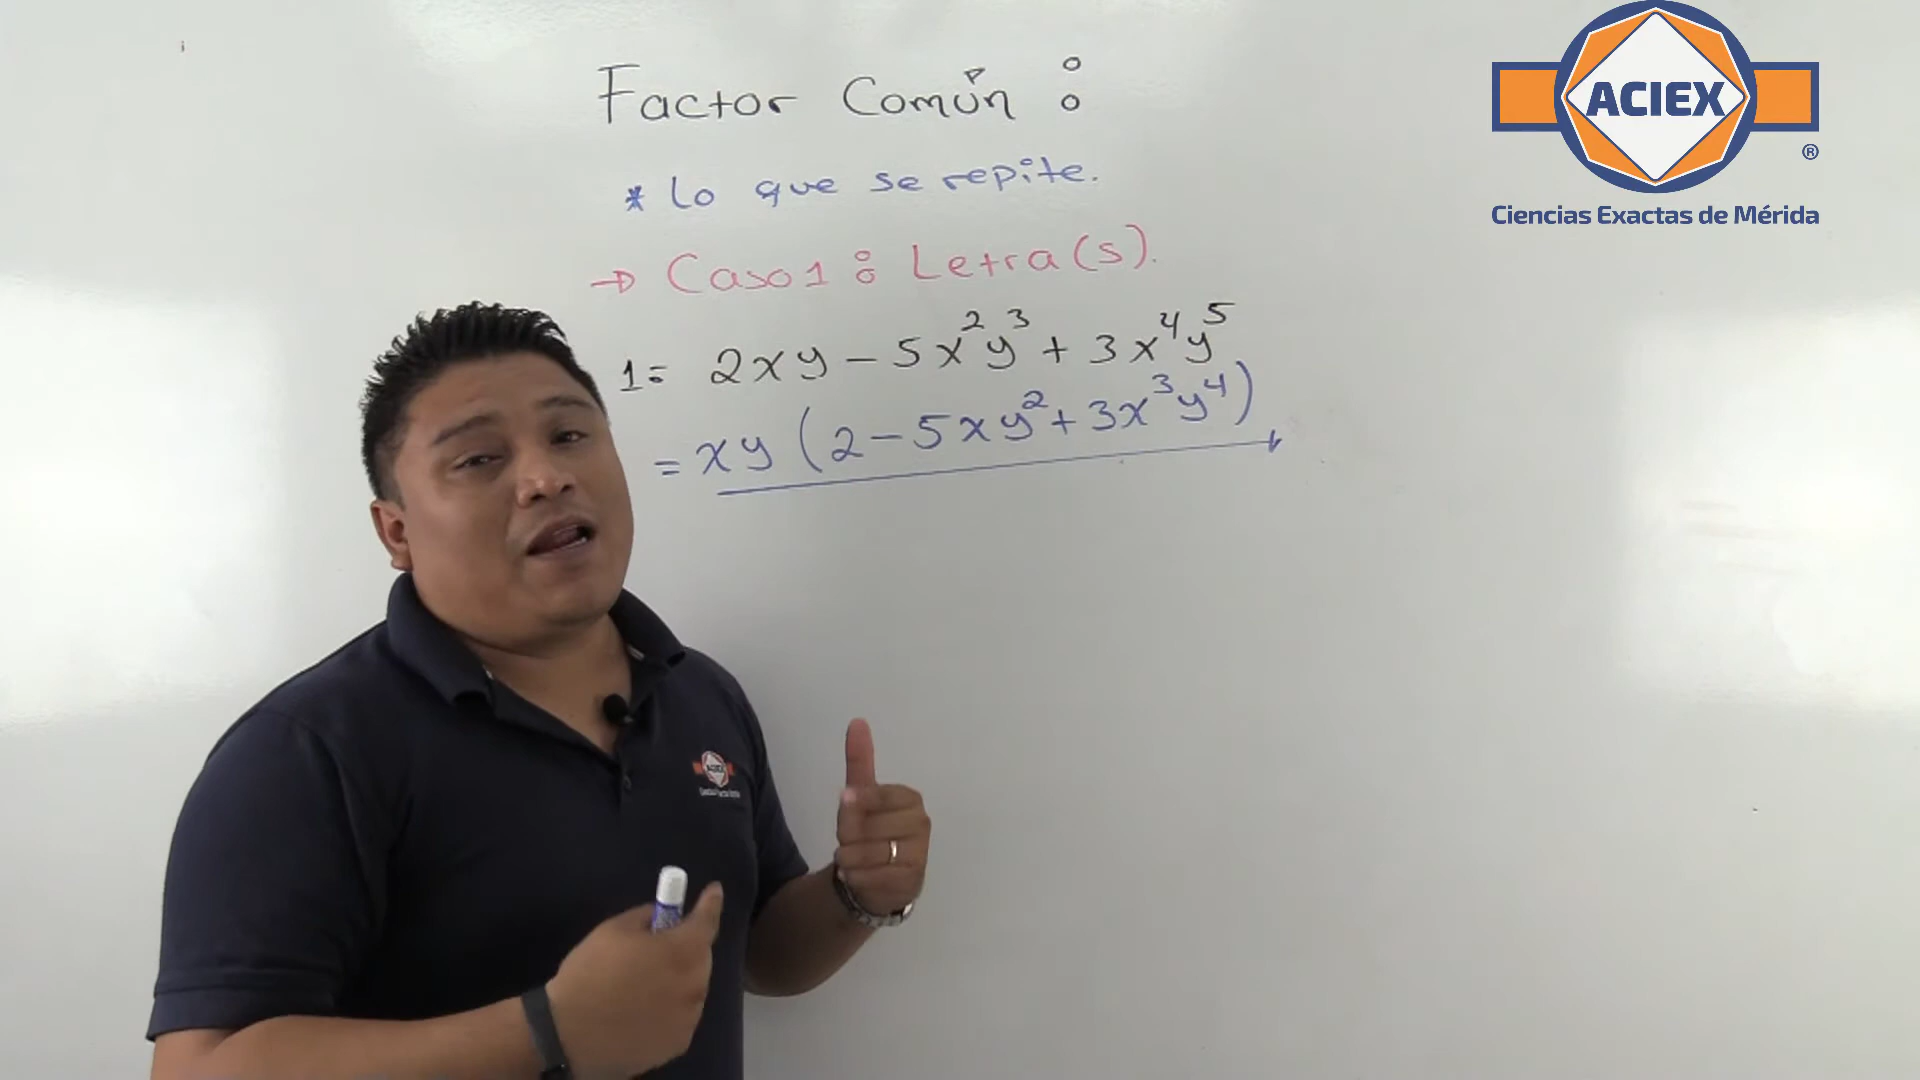 Factor Común :
* Lo que se repite.
→ Caso 1 : Letra(s).
1= 2xy - 5x²y³ + 3x⁴y⁵
= xy (2 - 5xy² + 3x³y⁴)
ACIEX
®
Ciencias Exactas de Mérida
ACIEX